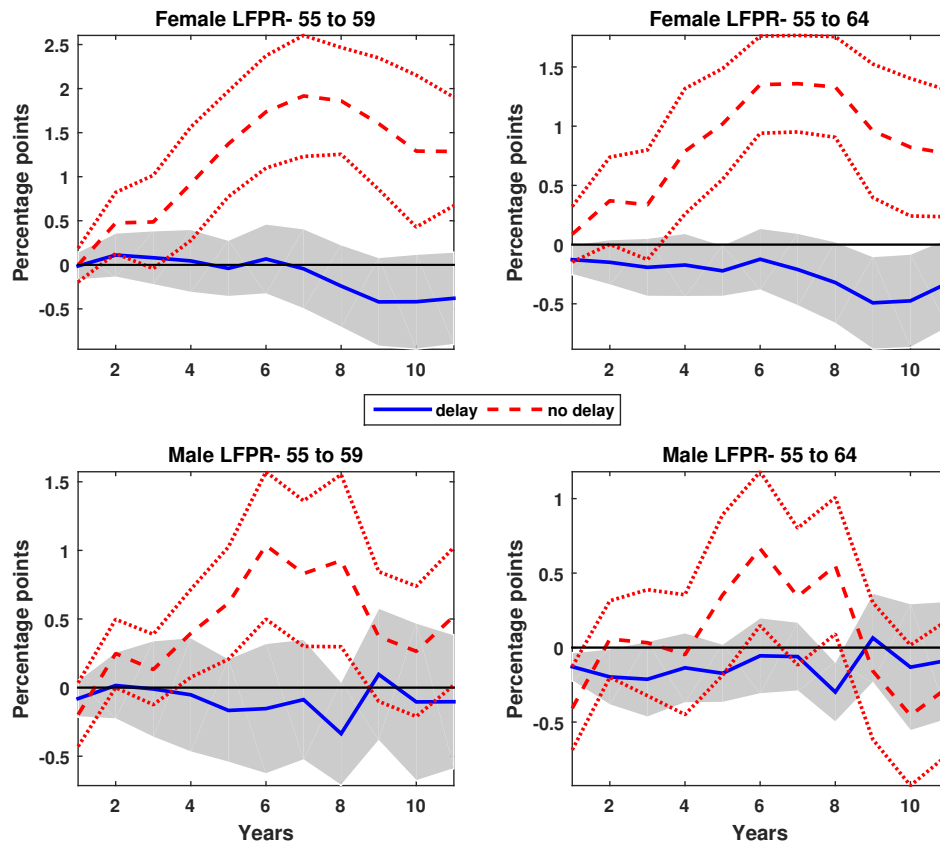 Female LFPR- 55 to 59
Female LFPR- 55 to 64
Percentage points
2.5
2
1.5
1
0.5
0
-0.5
2 4 6 8 10
Percentage points
1.5
1
0.5
0
-0.5
2 4 6 8 10
delay no delay
Male LFPR- 55 to 59
Male LFPR- 55 to 64
Percentage points
1.5
1
0.5
0
-0.5
2 4 6 8 10
Years
Percentage points
1
0.5
0
-0.5
2 4 6 8 10
Years